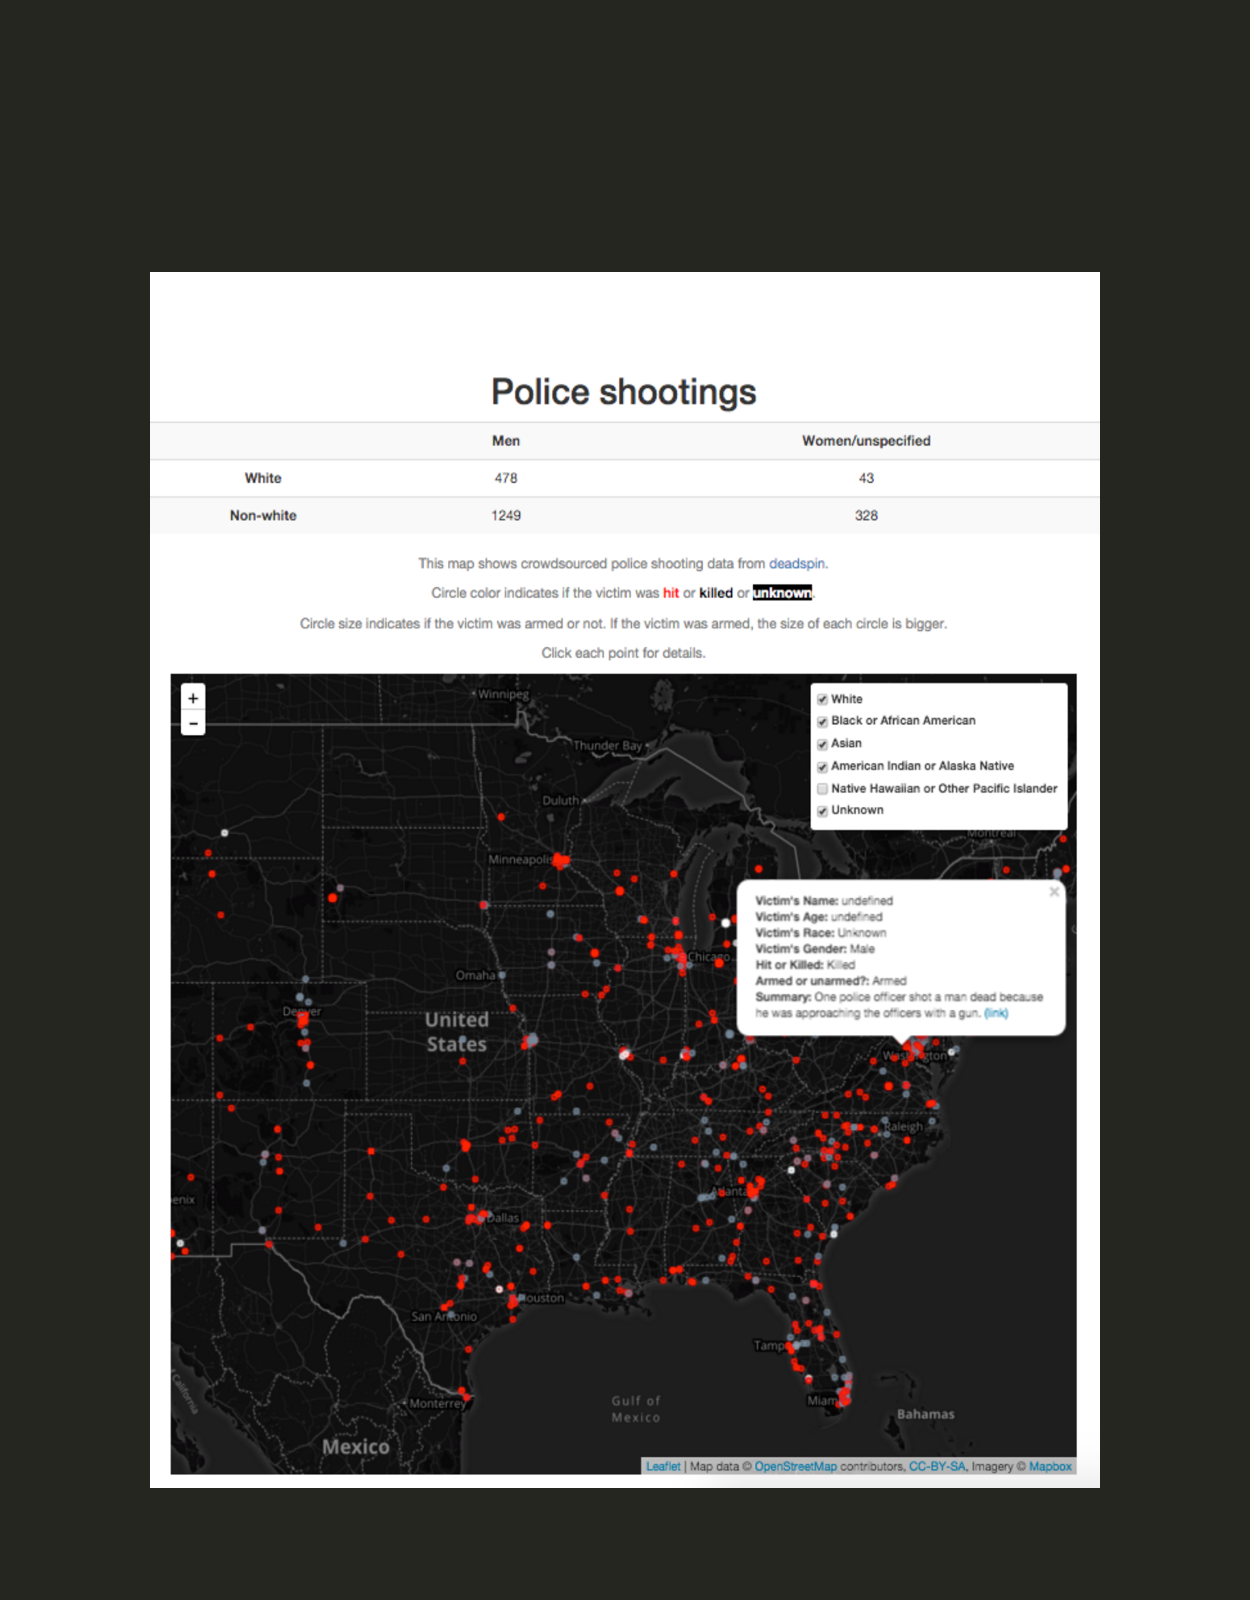 Police shootings
Men Women/unspecified
White 478 43
Non-white 1249 328
This map shows crowdsourced police shooting data from deadspin.
Circle color indicates if the victim was hit or killed or unknown.
Circle size indicates if the victim was armed or not. If the victim was armed, the size of each circle is bigger.
Click each point for details.
+
−
White
Black or African American
Asian
American Indian or Alaska Native
Native Hawaiian or Other Pacific Islander
Unknown
Winnipeg
Thunder Bay
Duluth
Montreal
Minneapolis
×
Victim's Name: undefined
Victim's Age: undefined
Victim's Race: Unknown
Victim's Gender: Male
Hit or Killed: Killed
Armed or unarmed?: Armed
Summary: One police officer shot a man dead because
he was approaching the officers with a gun. (link)
Chicago
Omaha
Denver
United
States
Washington
Raleigh
Atlanta
enix
Dallas
Houston
San Antonio
Tamp
Miam
Monterrey
Gulf of
Mexico
Bahamas
California
Mexico
Leaflet | Map data © OpenStreetMap contributors, CC-BY-SA, Imagery © Mapbox